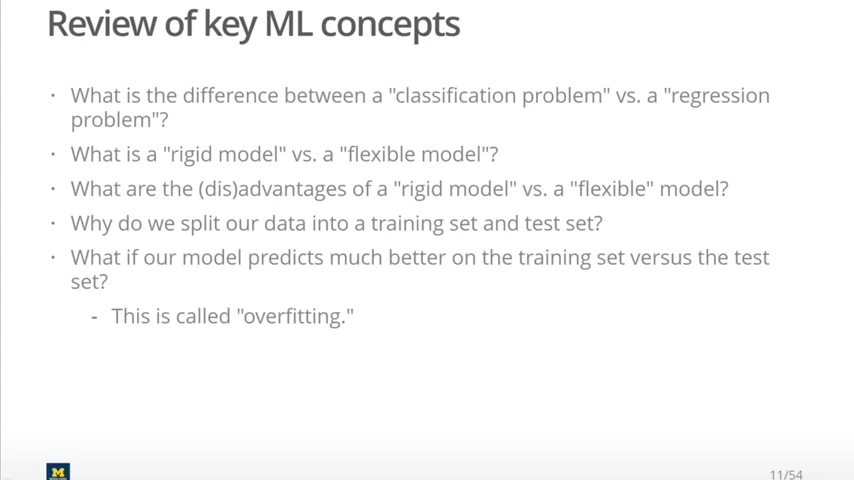 Review of key ML concepts
· What is the difference between a "classification problem" vs. a "regression
problem"?
· What is a "rigid model" vs. a "flexible model"?
· What are the (dis)advantages of a "rigid model" vs. a "flexible" model?
· Why do we split our data into a training set and test set?
· What if our model predicts much better on the training set versus the test
set?
- This is called "overfitting."
M
11/54